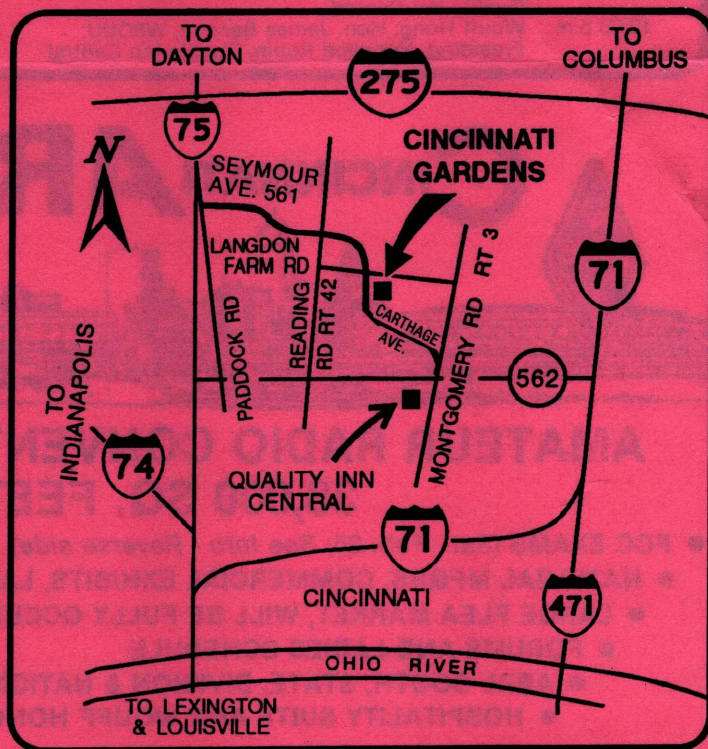 TO
DAYTON
TO
COLUMBUS
275
75
N
CINCINNATI
GARDENS
SEYMOUR
AVE. 561
LANGDON
FARM RD
PADDOCK RD
READING
RD RT 42
CARTHAGE
AVE.
MONTGOMERY RD RT 3
71
562
TO
INDIANAPOLIS
74
QUALITY INN
CENTRAL
71
CINCINNATI
471
OHIO RIVER
TO LEXINGTON
& LOUISVILLE